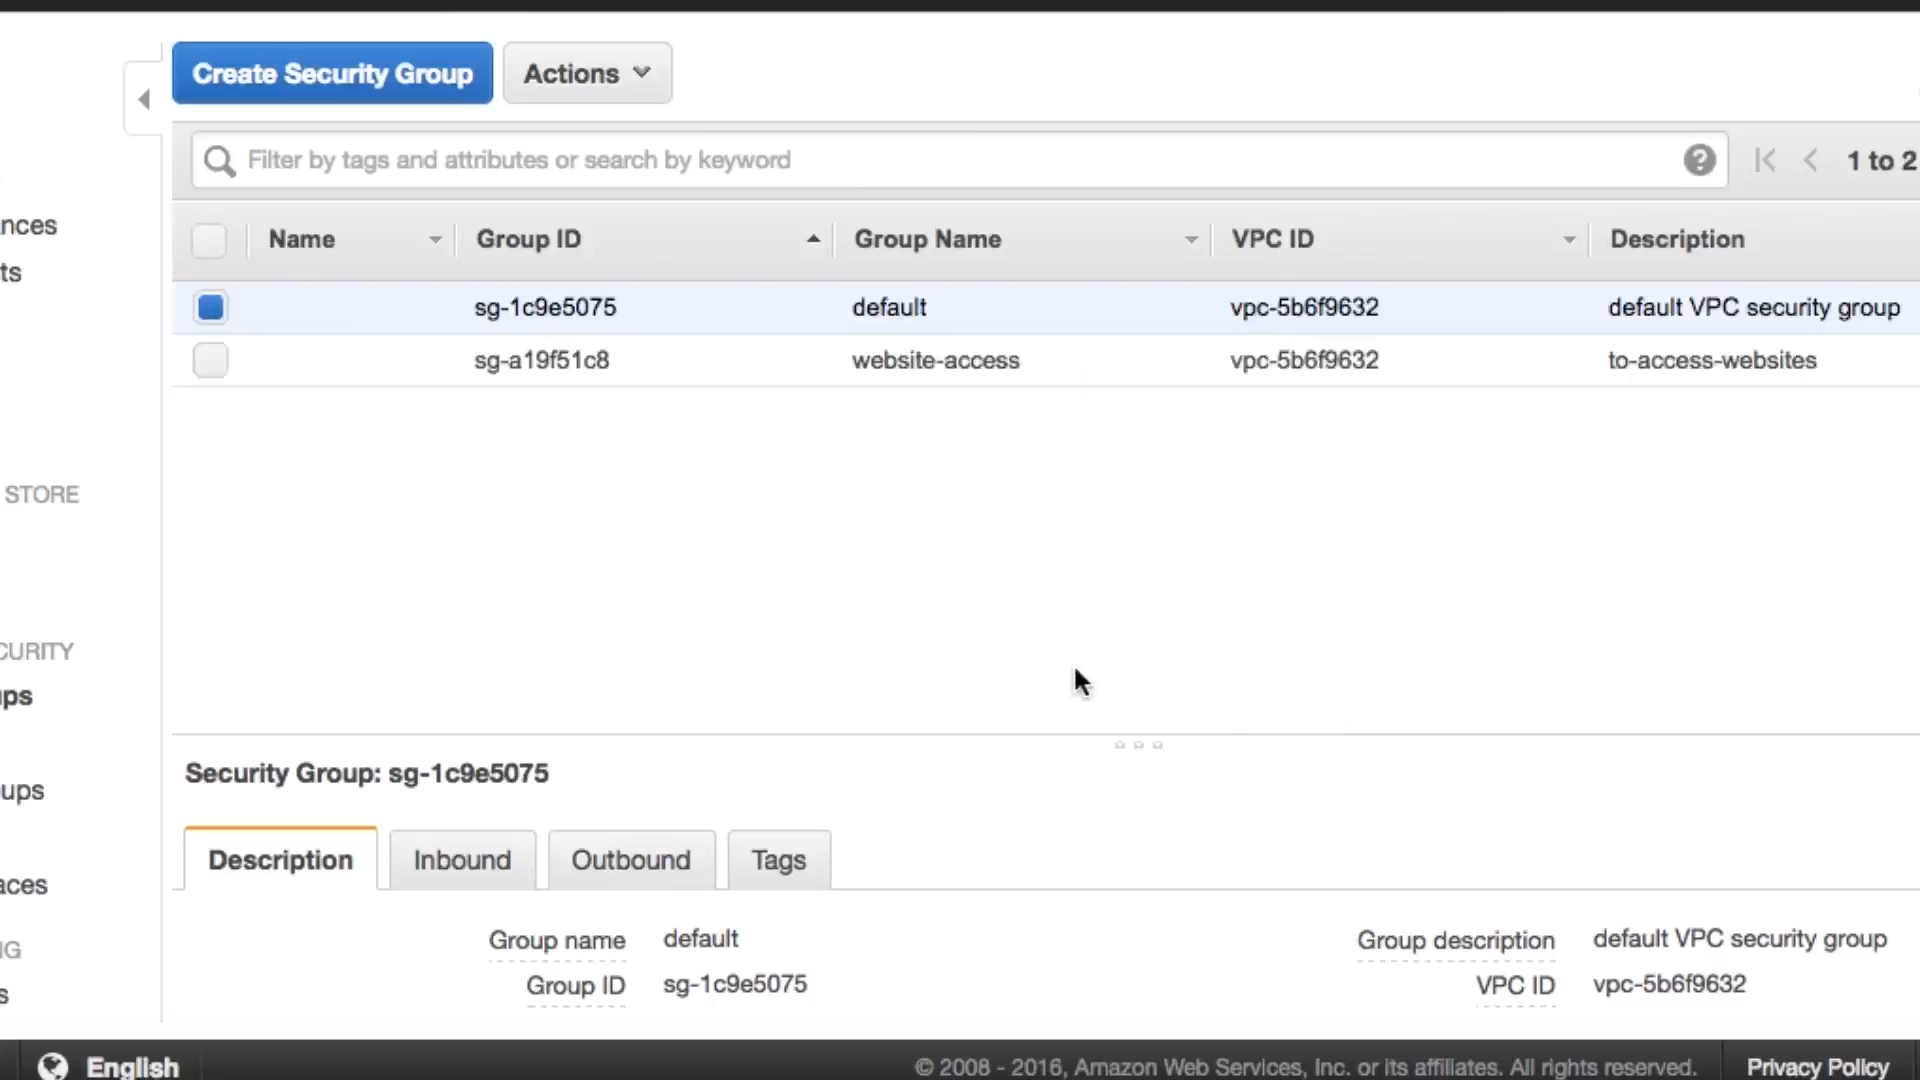 Create Security Group Actions
Filter by tags and attributes or search by keyword
1 to 2
Name Group ID Group Name VPC ID Description
sg-1c9e5075 default vpc-5b6f9632 default VPC security group
sg-a19f51c8 website-access vpc-5b6f9632 to-access-websites
nces
ts
STORE
CURITY
ups
ups
aces
NG
s
Security Group: sg-1c9e5075
Description Inbound Outbound Tags
Group name default
Group description default VPC security group
Group ID sg-1c9e5075
VPC ID vpc-5b6f9632
English
© 2008 - 2016, Amazon Web Services, Inc. or its affiliates. All rights reserved.
Privacy Policy